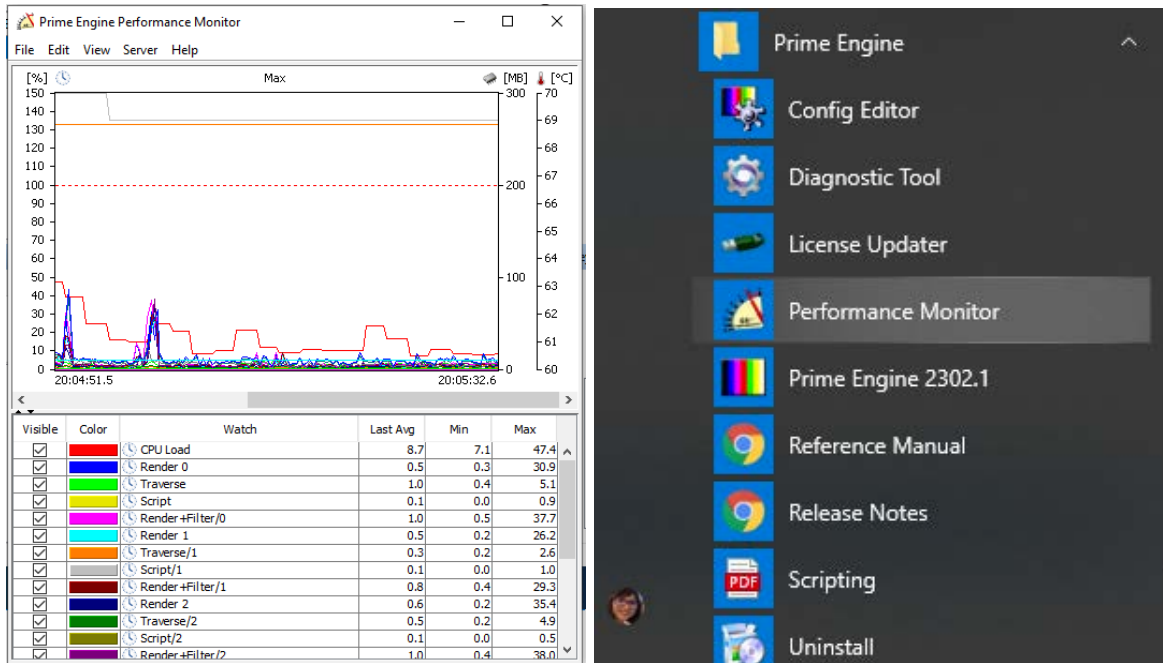 Prime Engine Performance Monitor
File Edit View Server Help
[%] Max [MB] [°C]
150 300 70
140
130 69
120 68
110
100 200 67
90 66
80
70 65
60 64
50 100
40 63
30 62
20
10 61
0 0 60
20:04:51.5 20:05:32.6
Visible Color Watch Last Avg Min Max
CPU Load 8.7 7.1 47.4
Render 0 0.5 0.3 30.9
Traverse 1.0 0.4 5.1
Script 0.1 0.0 0.9
Render+Filter/0 1.0 0.5 37.7
Render 1 0.5 0.2 26.2
Traverse/1 0.3 0.2 2.6
Script/1 0.1 0.0 1.0
Render+Filter/1 0.8 0.4 29.3
Render 2 0.6 0.2 35.4
Traverse/2 0.5 0.2 4.9
Script/2 0.1 0.0 0.5
Render+Filter/2 1.0 0.4 38.0
Prime Engine
Config Editor
Diagnostic Tool
License Updater
Performance Monitor
Prime Engine 2302.1
Reference Manual
Release Notes
PDF Scripting
Uninstall